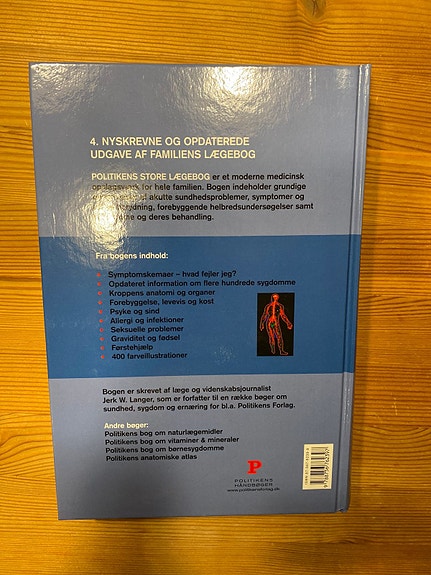 4. NYSKREVNE OG OPDATEREDE
UDGAVE AF FAMILIENS LÆGEBOG
POLITIKENS STORE LÆGEBOG er et moderne medicinsk
opslagsværk for hele familien. Bogen indeholder grundige
akutte sundhedsproblemer, symptomer og
forebyggende helbredsundersøgelser samt
og deres behandling.
Fra bogens indhold:
Symptomskemaer – hvad fejler jeg?
Opdateret information om flere hundrede sygdomme
Kroppens anatomi og organer
Forebyggelse, levevis og kost
Psyke og sind
Allergi og infektioner
Seksuelle problemer
Graviditet og fødsel
Førstehjælp
400 farveillustrationer
Bogen er skrevet af læge og videnskabsjournalist
Jerk W. Langer, som er forfatter til en række bøger om
sundhed, sygdom og ernæring for bl.a. Politikens Forlag.
Andre bøger:
Politikens bog om naturlægemidler
Politikens bog om vitaminer & mineraler
Politikens bog om børnesygdomme
Politikens anatomiske atlas
P
POLITIKENS
HÅNDBØGER
www.politikensforlag.dk